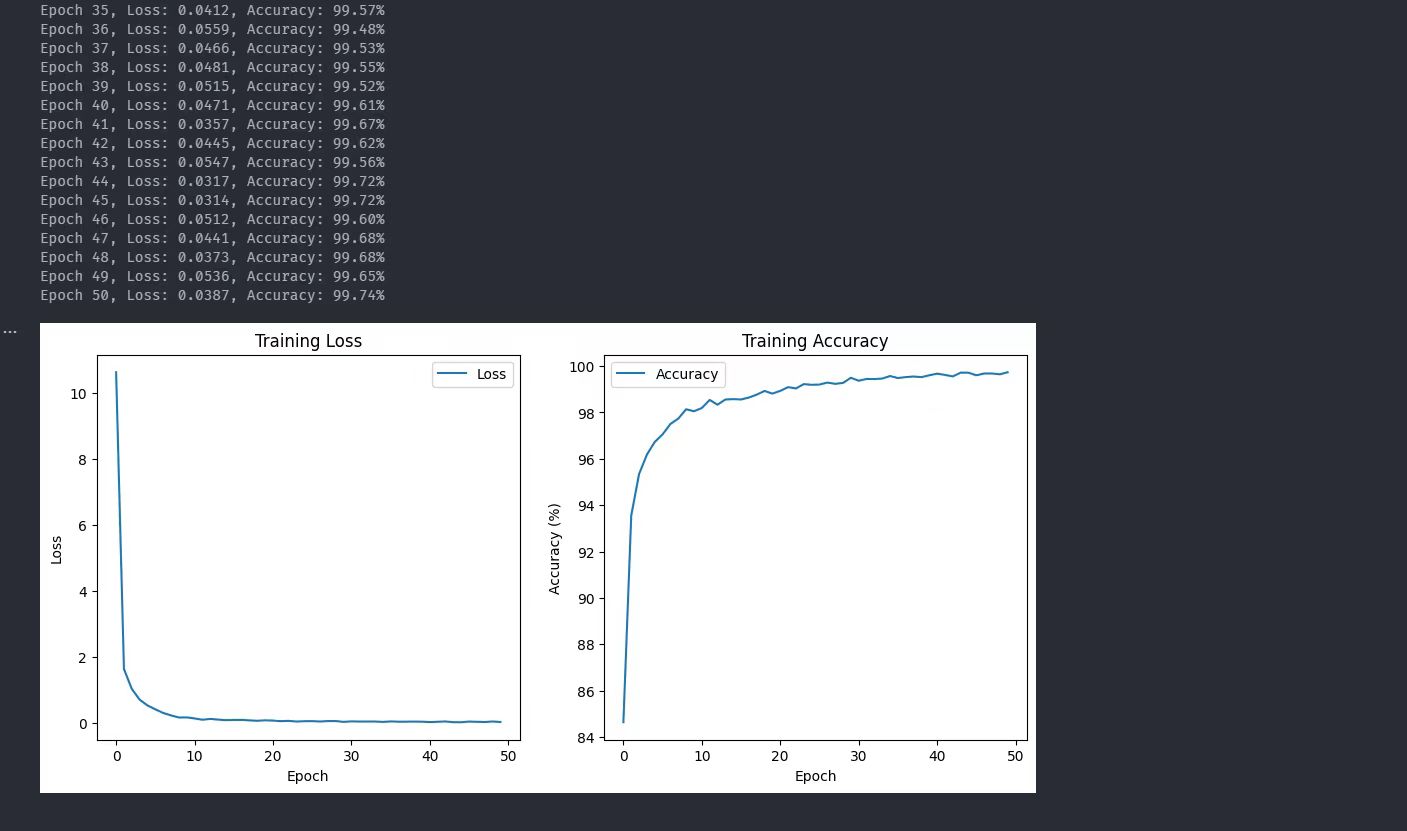 Epoch 35, Loss: 0.0412, Accuracy: 99.57%
Epoch 36, Loss: 0.0559, Accuracy: 99.48%
Epoch 37, Loss: 0.0466, Accuracy: 99.53%
Epoch 38, Loss: 0.0481, Accuracy: 99.55%
Epoch 39, Loss: 0.0515, Accuracy: 99.52%
Epoch 40, Loss: 0.0471, Accuracy: 99.61%
Epoch 41, Loss: 0.0357, Accuracy: 99.67%
Epoch 42, Loss: 0.0445, Accuracy: 99.62%
Epoch 43, Loss: 0.0547, Accuracy: 99.56%
Epoch 44, Loss: 0.0317, Accuracy: 99.72%
Epoch 45, Loss: 0.0314, Accuracy: 99.72%
Epoch 46, Loss: 0.0512, Accuracy: 99.60%
Epoch 47, Loss: 0.0441, Accuracy: 99.68%
Epoch 48, Loss: 0.0373, Accuracy: 99.68%
Epoch 49, Loss: 0.0536, Accuracy: 99.65%
Epoch 50, Loss: 0.0387, Accuracy: 99.74%
...
Training Loss
Loss
10
8
6
4
2
0
Loss
0 10 20 30 40 50
Epoch
Training Accuracy
Accuracy
100
98
96
94
92
90
88
86
84
Accuracy (%)
0 10 20 30 40 50
Epoch